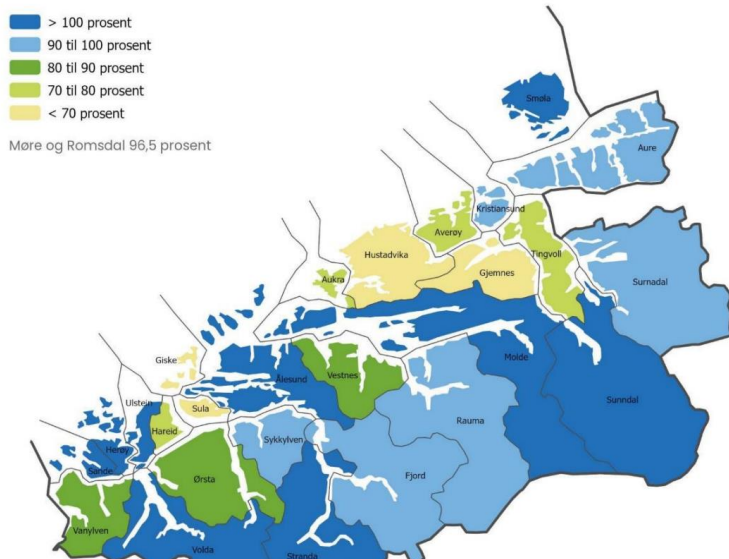 > 100 prosent
90 til 100 prosent
80 til 90 prosent
70 til 80 prosent
< 70 prosent
Møre og Romsdal 96,5 prosent
Smøla
Aure
Kristiansund
Averøy
Hustadvika
Tingvoll
Gjemnes
Surnadal
Aukra
Giske
Molde
Ålesund
Vestnes
Sunndal
Ulstein
Sula
Rauma
Hareid
Sykkylven
Herøy
Sande
Ørsta
Fjord
Vanylven
Volda
Stranda